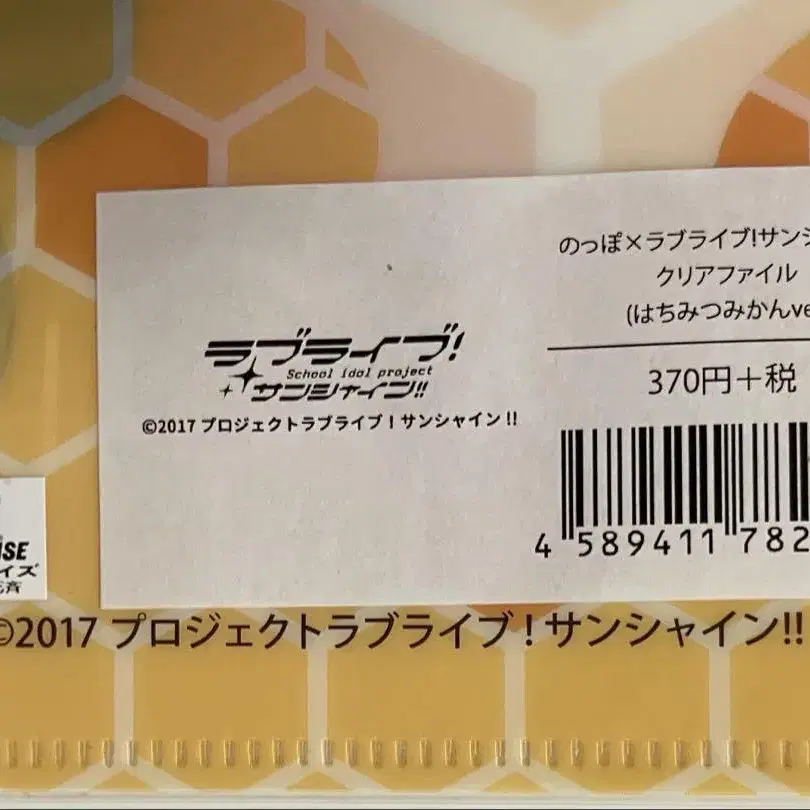 のっぽ×ラブライブ!サンシ
クリアファイル
(はちみつみかんve
370円＋税
4 589411 782
ラブライブ!
School idol project
サンシャイン!!
©2017 プロジェクトラブライブ！サンシャイン!!
ISE
イズ
©2017 プロジェクトラブライブ！サンシャイン!!